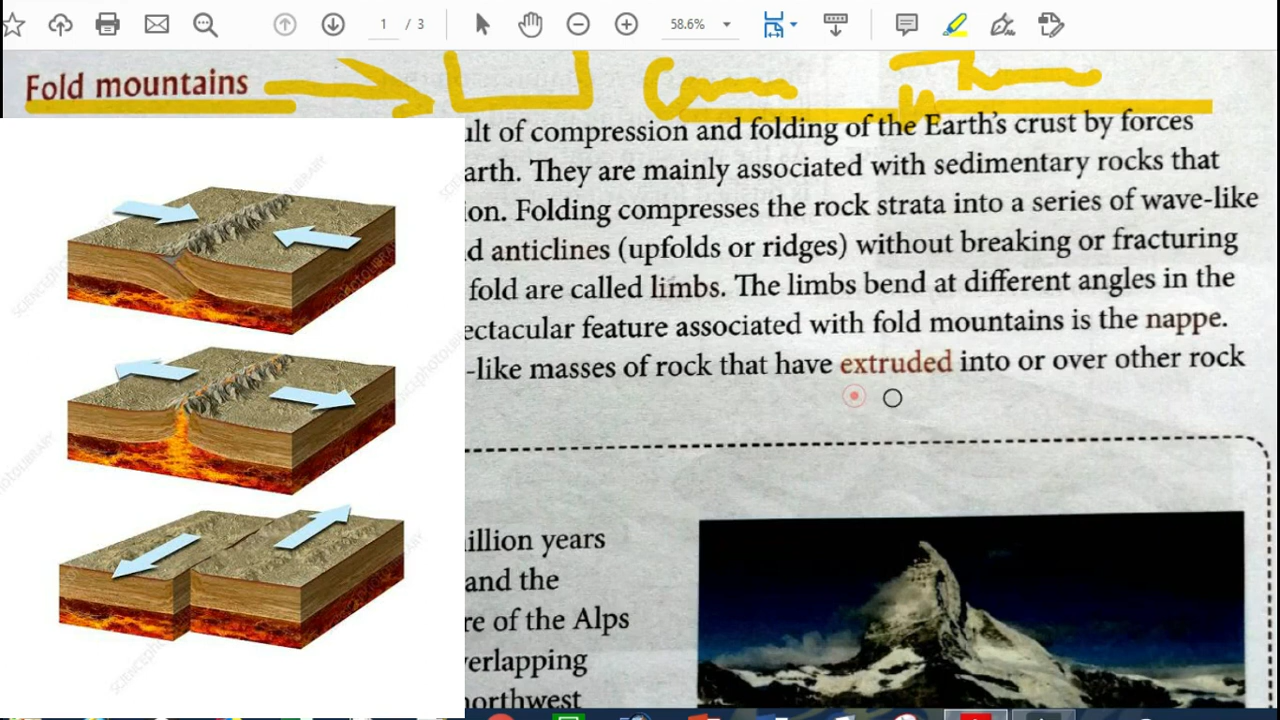 1 / 3
58.6%
Fold mountains
ult of compression and folding of the Earth's crust by forces
arth. They are mainly associated with sedimentary rocks that
ion. Folding compresses the rock strata into a series of wave-like
d anticlines (upfolds or ridges) without breaking or fracturing
fold are called limbs. The limbs bend at different angles in the
ectacular feature associated with fold mountains is the nappe.
-like masses of rock that have extruded into or over other rock
illion years
and the
re of the Alps
verlapping
northwest